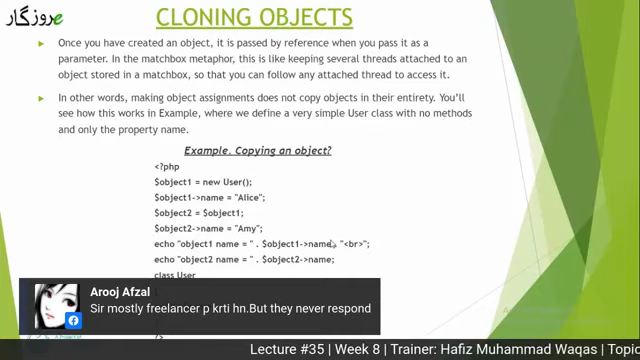 روزگار
CLONING OBJECTS
Once you have created an object, it is passed by reference when you pass it as a
parameter. In the matchbox metaphor, this is like keeping several threads attached to an
object stored in a matchbox, so that you can follow any attached thread to access it.
In other words, making object assignments does not copy objects in their entirety. You’ll
see how this works in Example, where we define a very simple User class with no methods
and only the property name.
Example. Copying an object?
<?php
$object1 = new User();
$object1->name = "Alice";
$object2 = $object1;
$object2->name = "Amy";
echo "object1 name = " . $object1->name . "<br>";
echo "object2 name = " . $object2->name;
class User
Arooj Afzal
Sir mostly freelancer p krti hn.But they never respond
?>
Lecture #35 | Week 8 | Trainer: Hafiz Muhammad Waqas | Topic